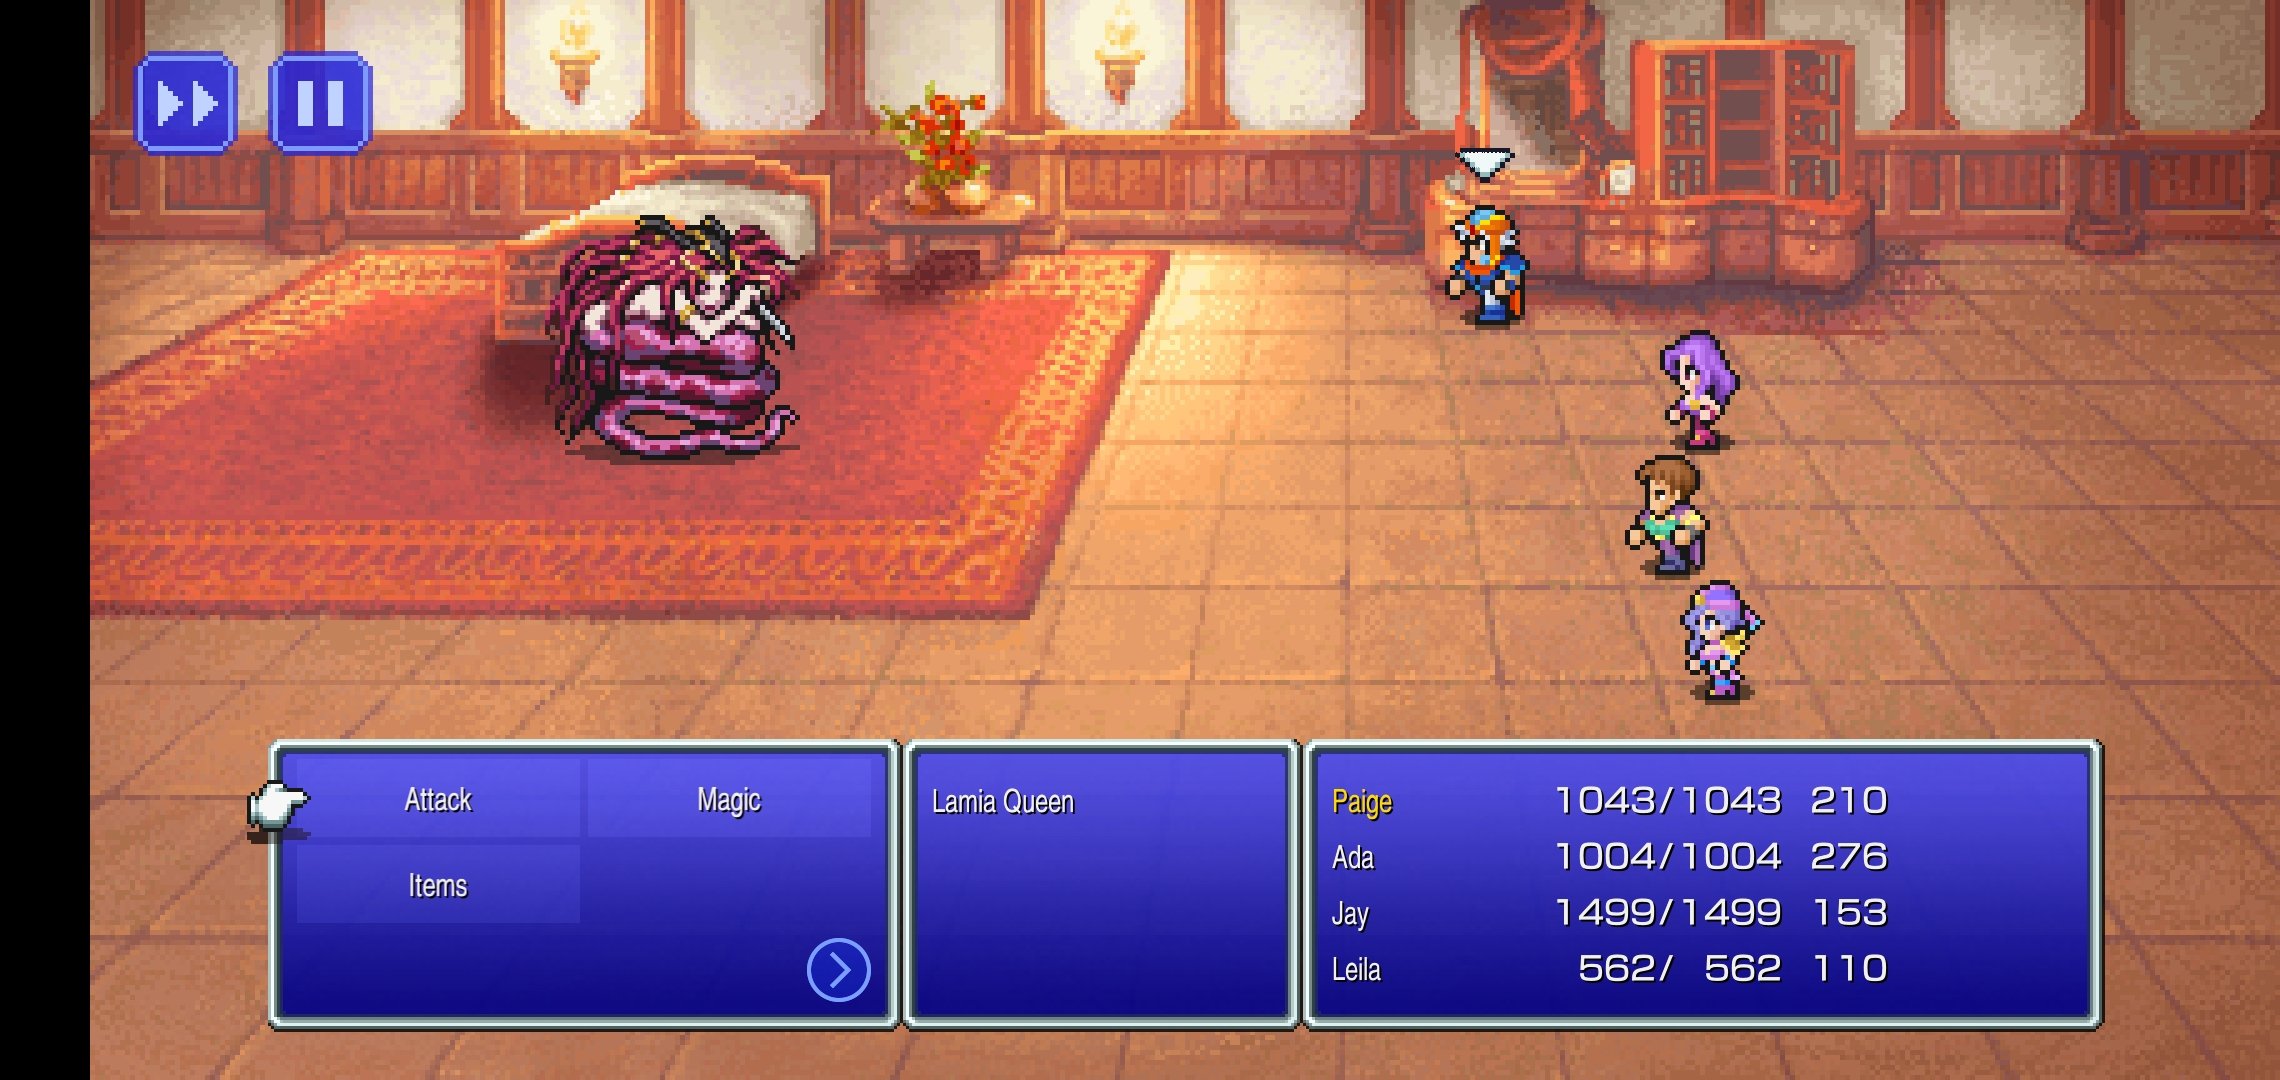 Attack Magic
Items
Lamia Queen
Paige 1043/1043 210
Ada 1004/1004 276
Jay 1499/1499 153
Leila 562/ 562 110